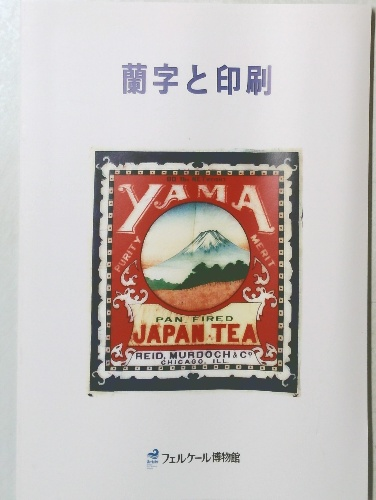 蘭字と印刷
YAMA
PURITY
MERIT
PAN, FIRED
JAPAN TEA
REID, MURDOCH & Co
CHICAGO, ILL.
フェルケール博物館